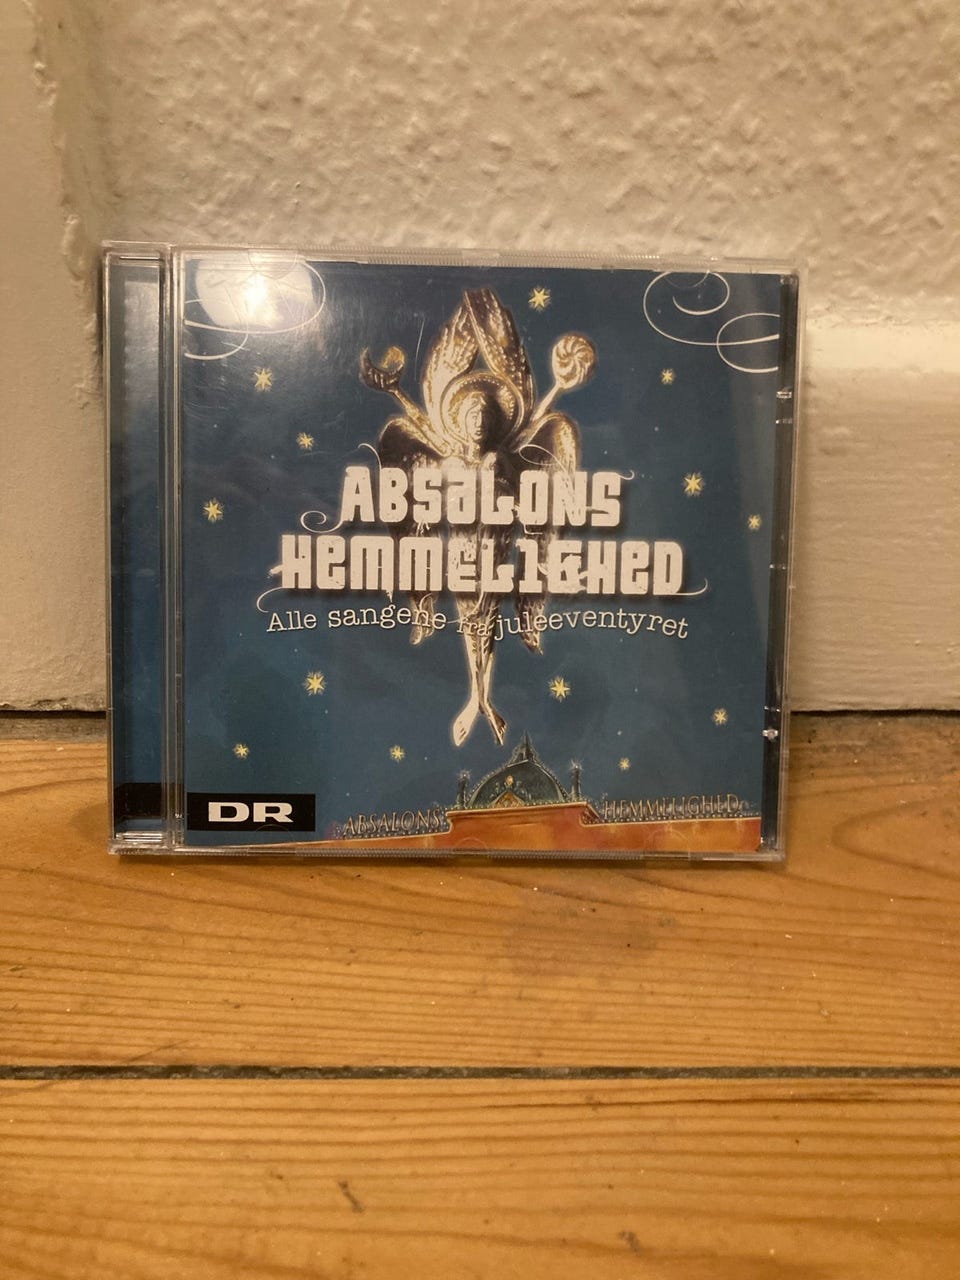 ABSALONS
HEMMELIGHED
Alle sangene fra juleeventyret
DR
ABSALONS HEMMELIGHED